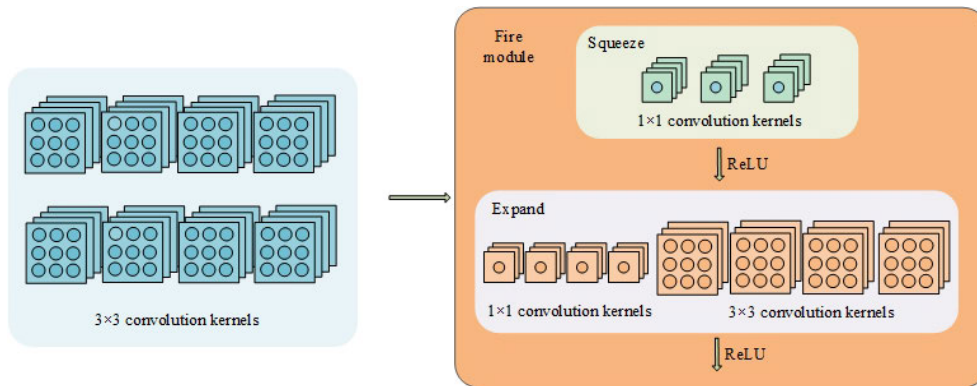 3×3 convolution kernels
Fire
module
Squeeze
1×1 convolution kernels
ReLU
Expand
1×1 convolution kernels
3×3 convolution kernels
ReLU